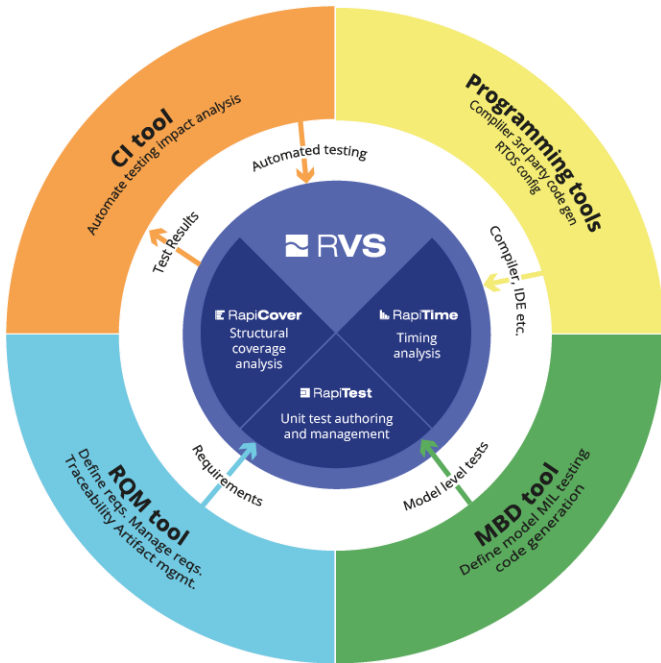 CI tool
Automate testing impact analysis
Programming tools
Compliler 3rd party code gen
RTOS config
Automated testing
Test Results
Compiler, IDE etc.
RVS
RapiCover
Structural
coverage
analysis
RapiTime
Timing
analysis
RapiTest
Unit test authoring
and management
Requirements
Model level tests
RQM tool
Define reqs. Manage reqs.
Traceability Artifact mgmt.
MBD tool
Define model MIL testing
code generation